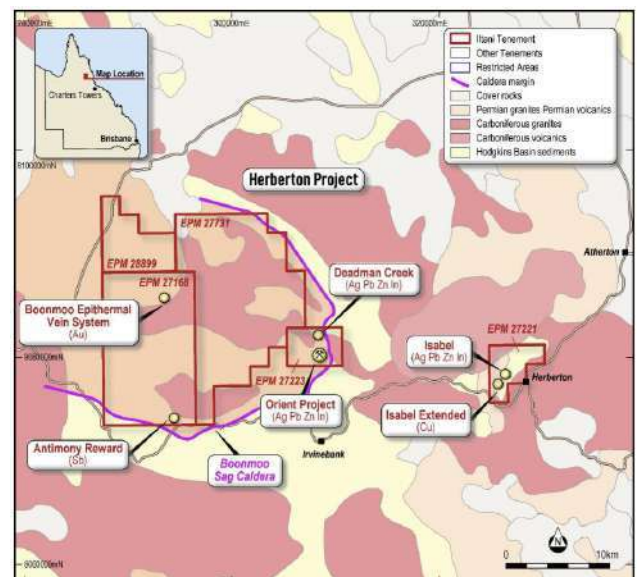 300000mE
320000mE
Map Location
Charters Towers
Brisbane
Iltani Tenement
Other Tenements
Restricted Areas
Caldera margin
Cover rocks
Permian granites Permian volcanics
Carboniferous granites
Carboniferous volcanics
Hodgkins Basin sediments
Herberton Project
EPM 27731
EPM 28899
EPM 27168
Atherton
Deadman Creek
(Ag Pb Zn In)
Boonmoo Epithermal
Vein System
(Au)
EPM 27221
Isabel
(Ag Pb Zn In)
EPM 27223
Herberton
Orient Project
(Ag Pb Zn In)
Isabel Extended
(Cu)
Antimony Reward
(Sb)
Boonmoo
Sag Caldera
Irvinebank
N
0 10km